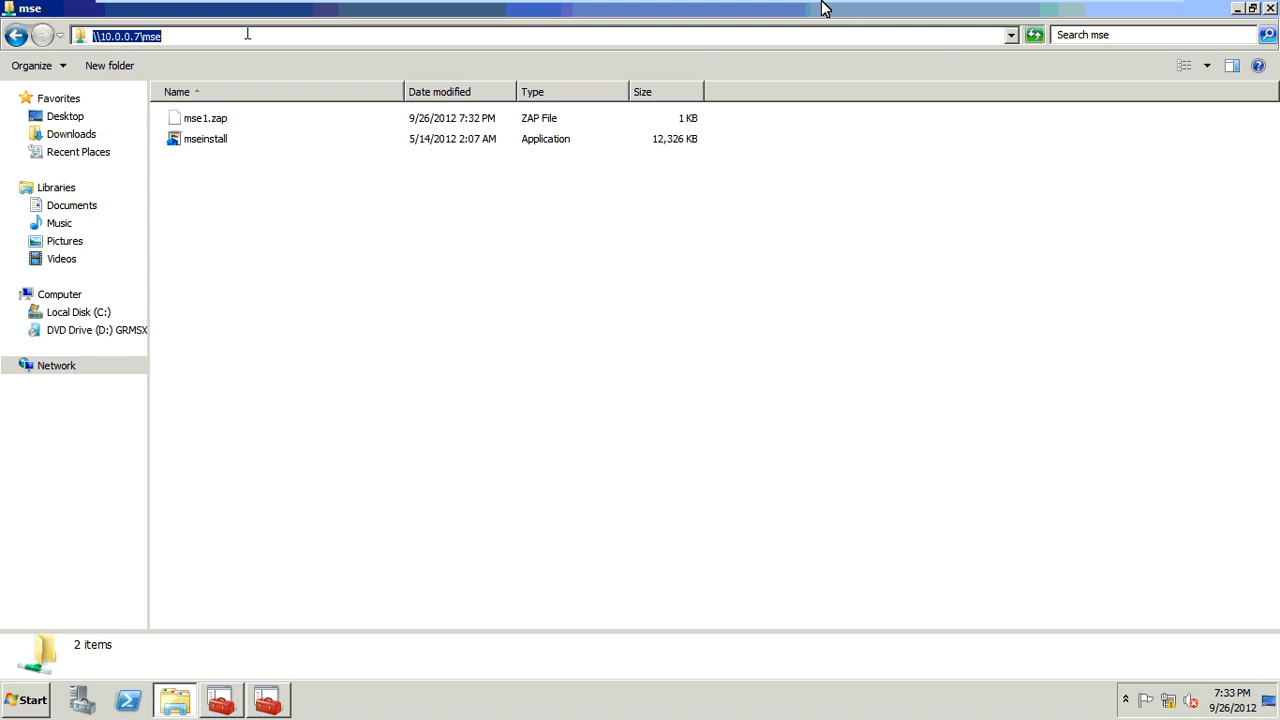 mse
\\10.0.0.7\mse
Search mse
Organize
New folder
Name
Date modified
Type
Size
Favorites
Desktop
Downloads
Recent Places
Libraries
Documents
Music
Pictures
Videos
Computer
Local Disk (C:)
DVD Drive (D:) GRMSX
Network
mse1.zap 9/26/2012 7:32 PM ZAP File 1 KB
mseinstall 5/14/2012 2:07 AM Application 12,326 KB
2 items
Start
7:33 PM
9/26/2012